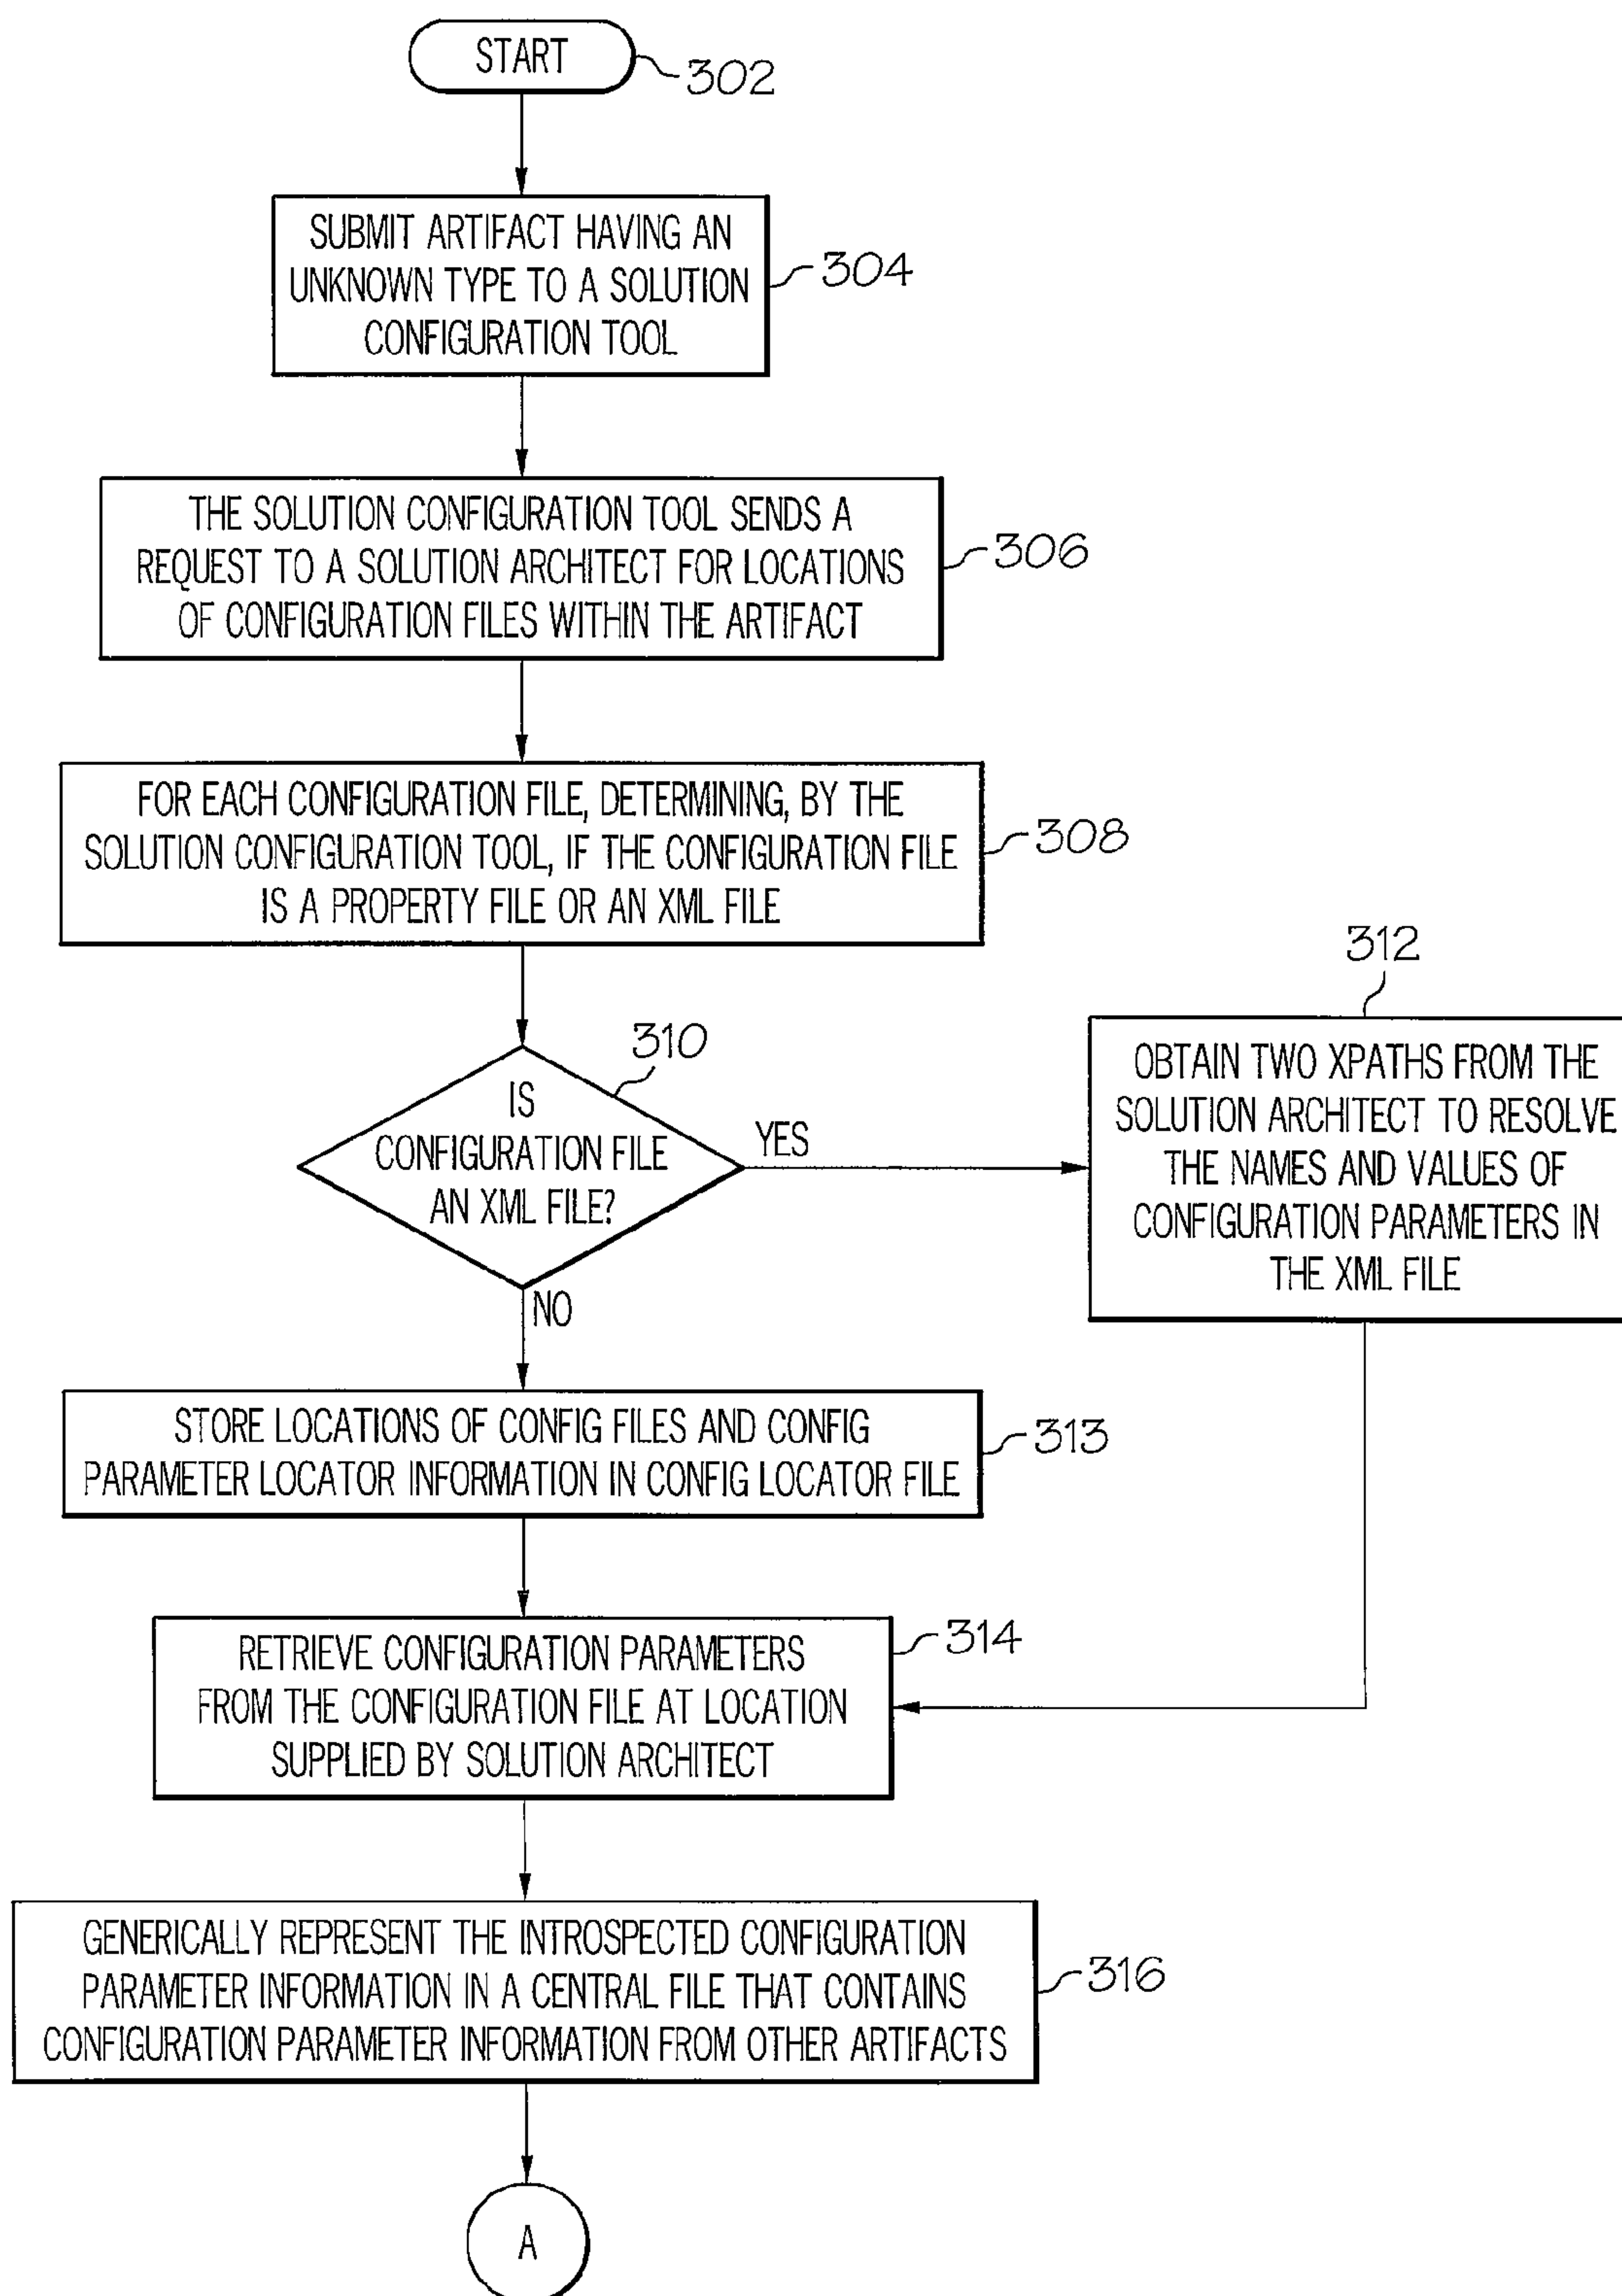 START
302
SUBMIT ARTIFACT HAVING AN
UNKNOWN TYPE TO A SOLUTION
CONFIGURATION TOOL
304
THE SOLUTION CONFIGURATION TOOL SENDS A
REQUEST TO A SOLUTION ARCHITECT FOR LOCATIONS
OF CONFIGURATION FILES WITHIN THE ARTIFACT
306
FOR EACH CONFIGURATION FILE, DETERMINING, BY THE
SOLUTION CONFIGURATION TOOL, IF THE CONFIGURATION FILE
IS A PROPERTY FILE OR AN XML FILE
308
310
IS
CONFIGURATION FILE
AN XML FILE?
YES
312
OBTAIN TWO XPATHS FROM THE
SOLUTION ARCHITECT TO RESOLVE
THE NAMES AND VALUES OF
CONFIGURATION PARAMETERS IN
THE XML FILE
NO
STORE LOCATIONS OF CONFIG FILES AND CONFIG
PARAMETER LOCATOR INFORMATION IN CONFIG LOCATOR FILE
313
RETRIEVE CONFIGURATION PARAMETERS
FROM THE CONFIGURATION FILE AT LOCATION
SUPPLIED BY SOLUTION ARCHITECT
314
GENERICALLY REPRESENT THE INTROSPECTED CONFIGURATION
PARAMETER INFORMATION IN A CENTRAL FILE THAT CONTAINS
CONFIGURATION PARAMETER INFORMATION FROM OTHER ARTIFACTS
316
A